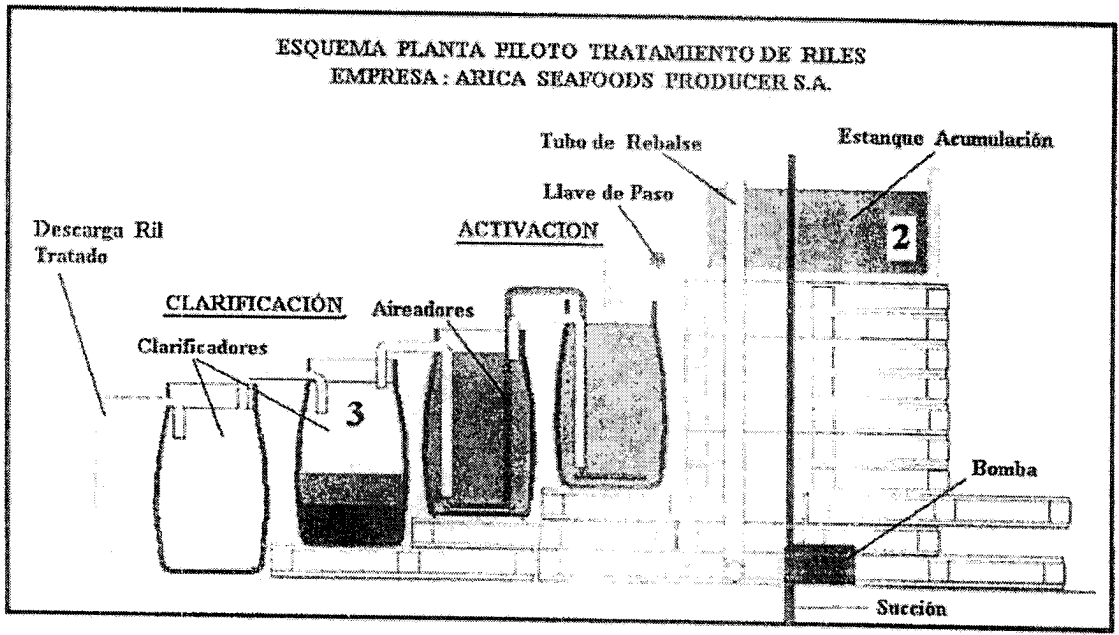 ESQUEMA PLANTA PILOTO TRATAMIENTO DE RILES
EMPRESA : ARICA SEAFOODS PRODUCER S.A.
Tubo de Rebalse
Estanque Acumulación
Llave de Paso
2
Descarga Ril
Tratado
ACTIVACION
CLARIFICACIÓN
Aireadores
Clarificadores
3
Bomba
Succión